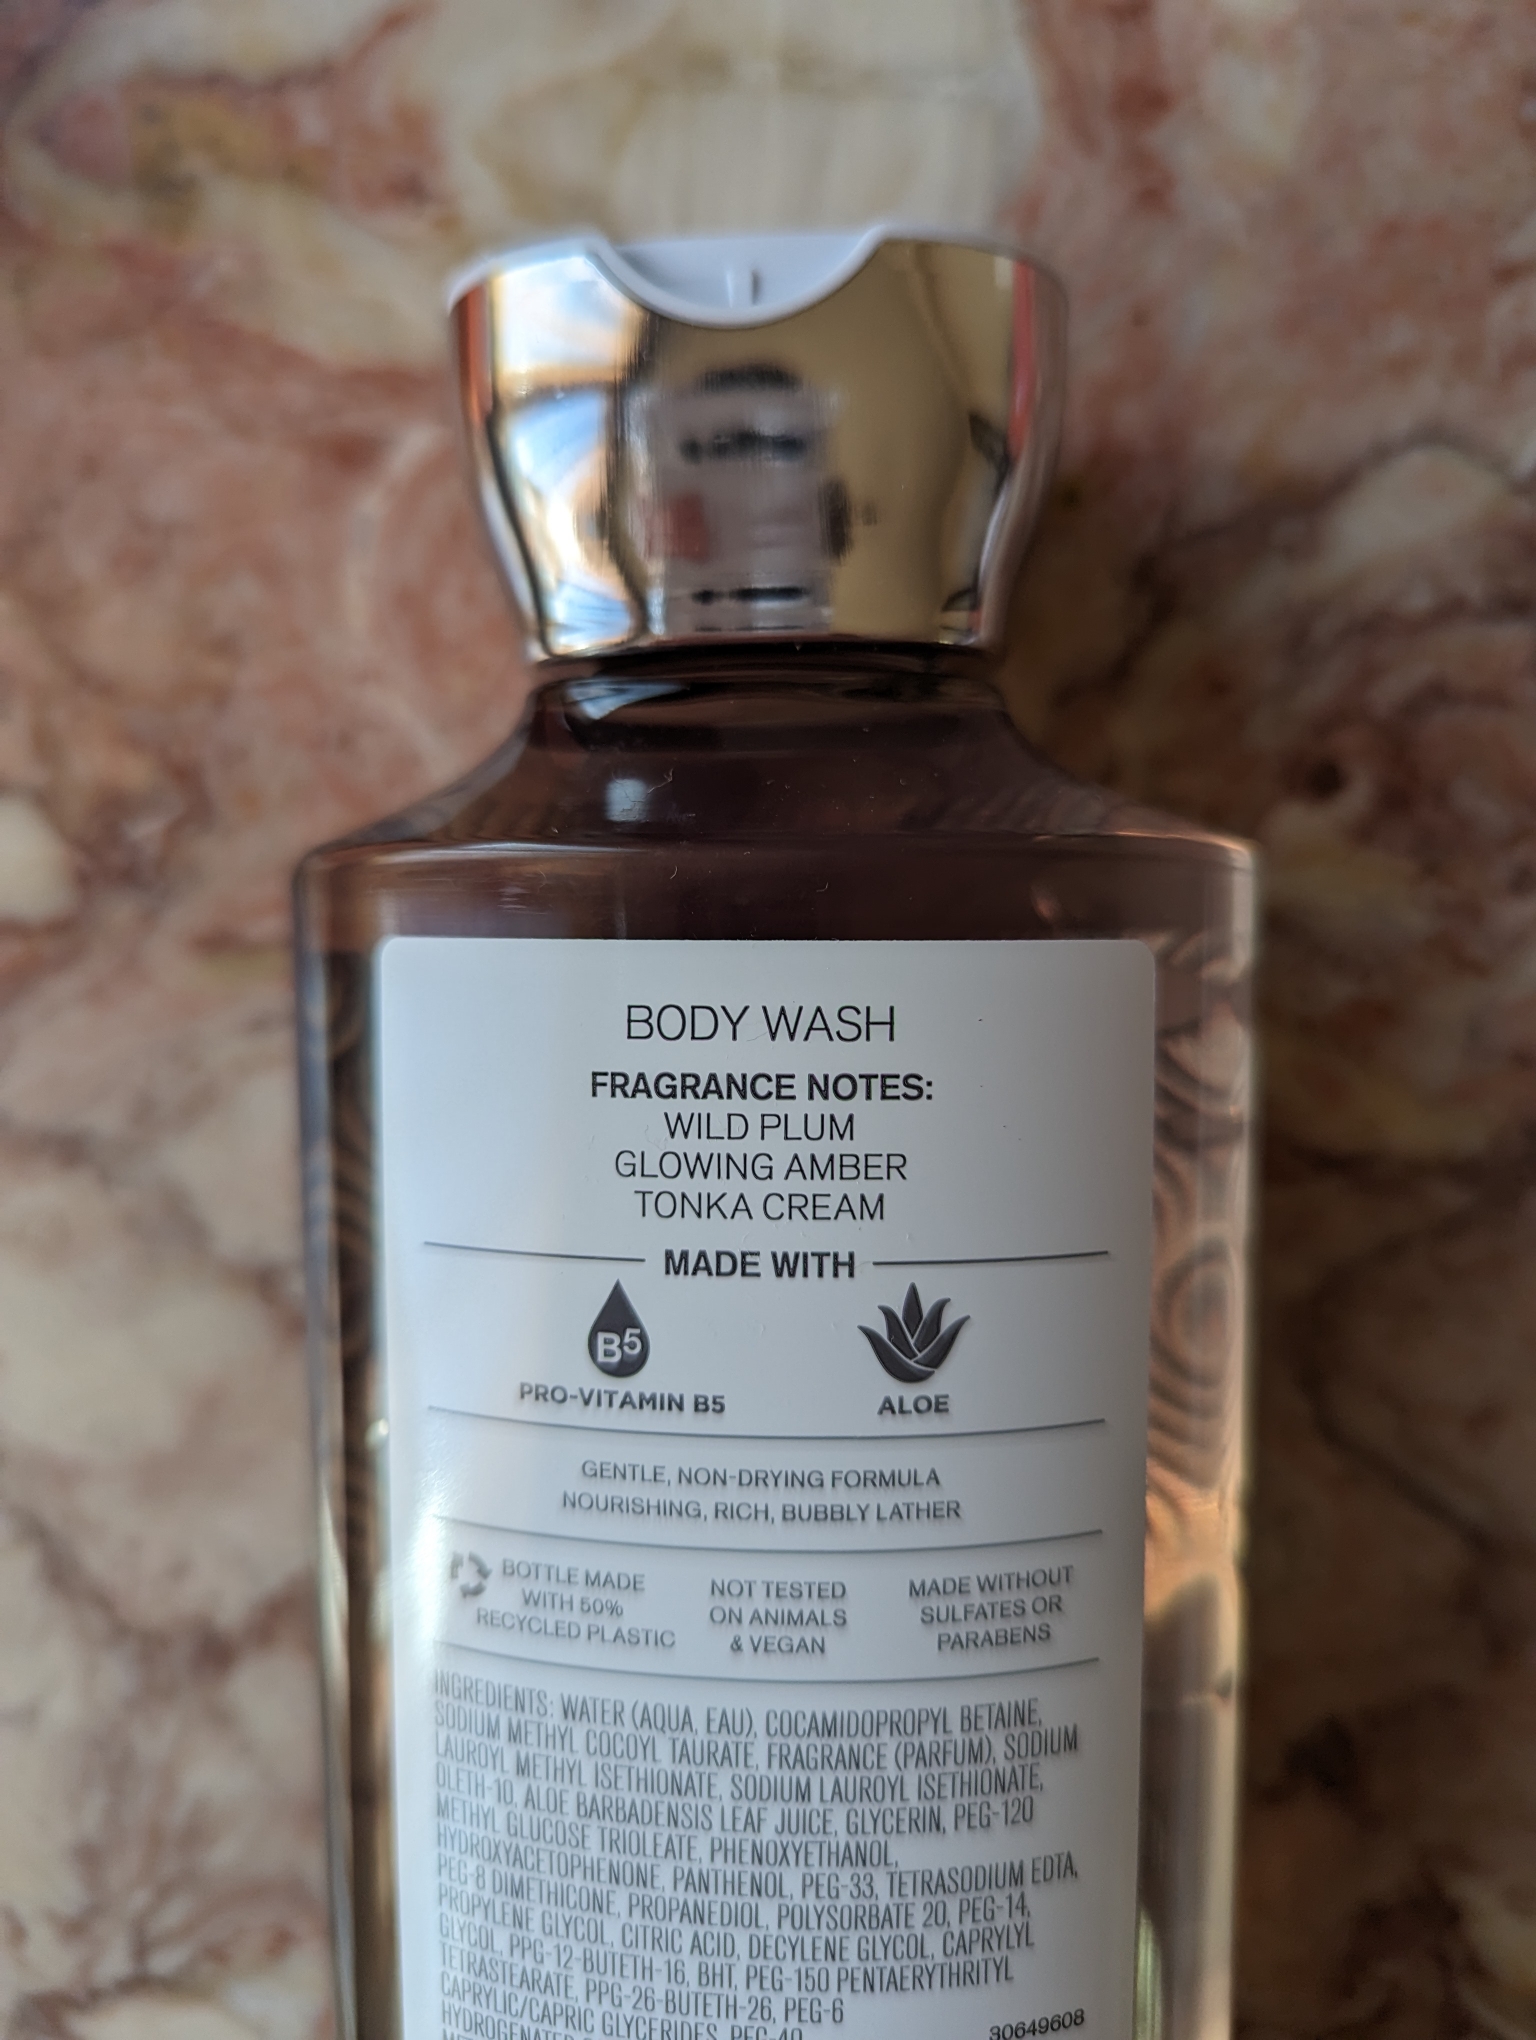 BODY WASH
FRAGRANCE NOTES:
WILD PLUM
GLOWING AMBER
TONKA CREAM
MADE WITH
B5
PRO-VITAMIN B5
ALOE
GENTLE, NON-DRYING FORMULA
NOURISHING, RICH, BUBBLY LATHER
BOTTLE MADE
WITH 50%
RECYCLED PLASTIC
NOT TESTED
ON ANIMALS
& VEGAN
MADE WITHOUT
SULFATES OR
PARABENS
INGREDIENTS: WATER (AQUA, EAU), COCAMIDOPROPYL BETAINE,
SODIUM METHYL COCOYL TAURATE, FRAGRANCE (PARFUM), SODIUM
LAUROYL METHYL ISETHIONATE, SODIUM LAUROYL ISETHIONATE,
OLETH-10, ALOE BARBADENSIS LEAF JUICE, GLYCERIN, PEG-120
METHYL GLUCOSE TRIOLEATE, PHENOXYETHANOL,
HYDROXYACETOPHENONE, PANTHENOL, PEG-33, TETRASODIUM EDTA,
PEG-8 DIMETHICONE, PROPANEDIOL, POLYSORBATE 20, PEG-14,
PROPYLENE GLYCOL, CITRIC ACID, DECYLENE GLYCOL, CAPRYLYL
GLYCOL, PPG-12-BUTETH-16, BHT, PEG-150 PENTAERYTHRITYL
TETRASTEARATE, PPG-26-BUTETH-26, PEG-6
CAPRYLIC/CAPRIC GLYCERIDES, PEG-40
HYDROGENATED
30649608